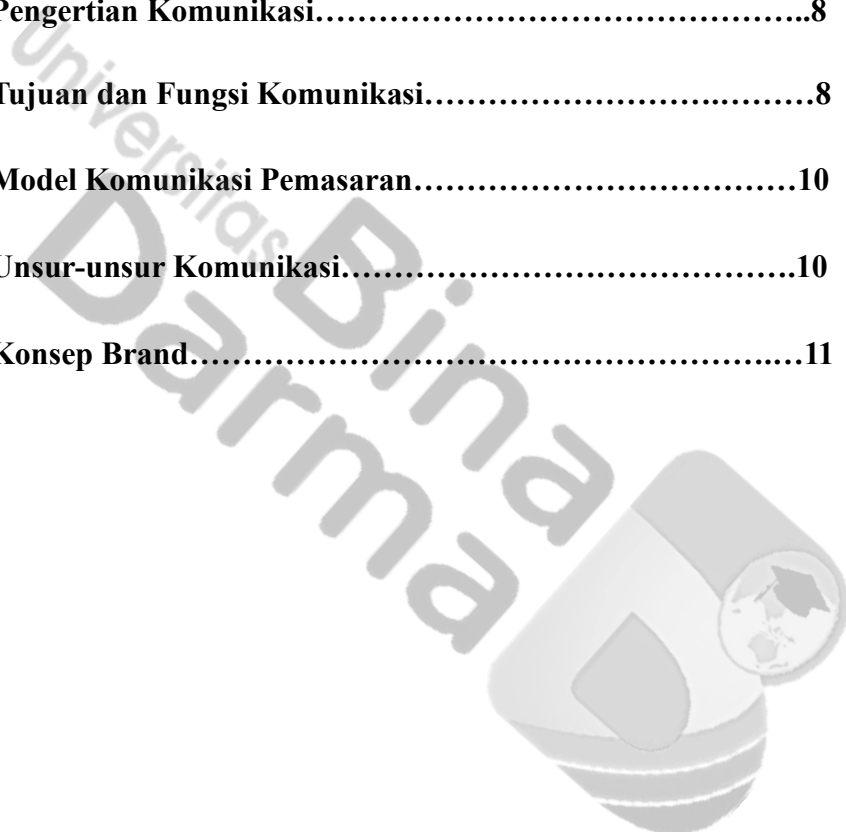 Pengertian Komunikasi………………………………………..8
Tujuan dan Fungsi Komunikasi……………………….………8
Model Komunikasi Pemasaran………………………………10
Unsur-unsur Komunikasi…………………………………….10
Konsep Brand……………………………………………….…11
Universitas
Bina
Darma